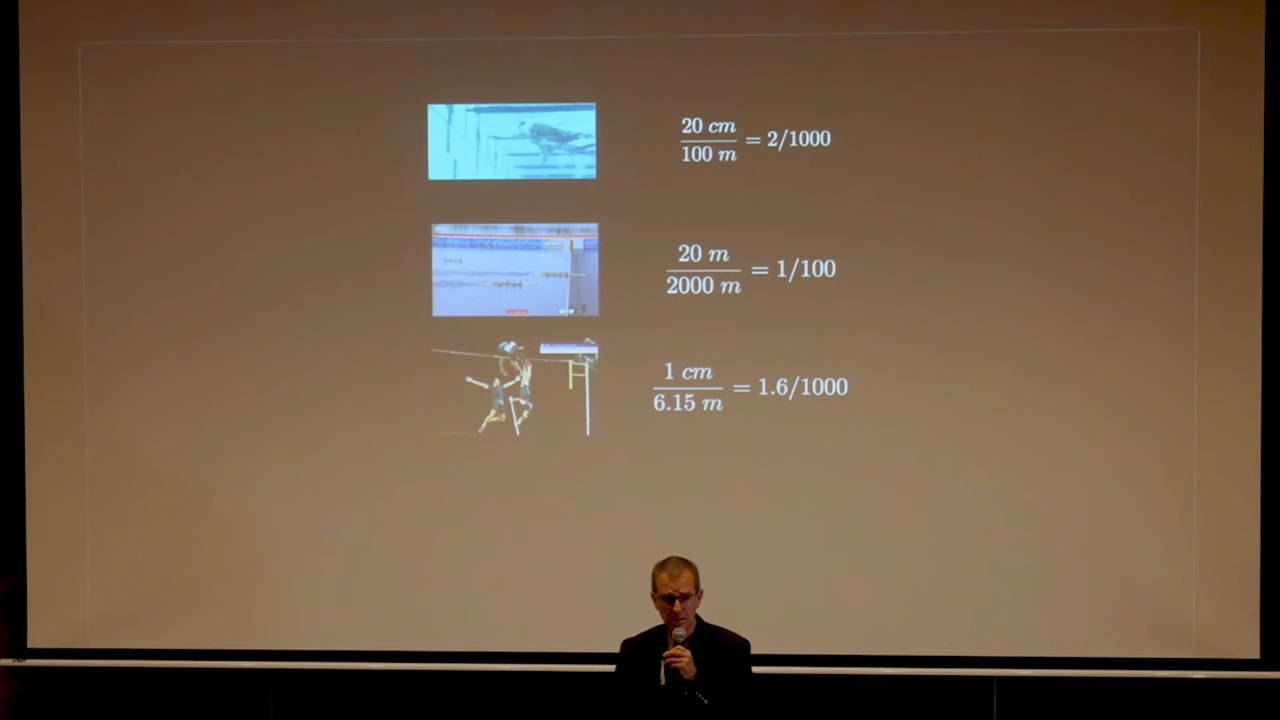 20 cm / 100 m = 2/1000
20 m / 2000 m = 1/100
1 cm / 6.15 m = 1.6/1000